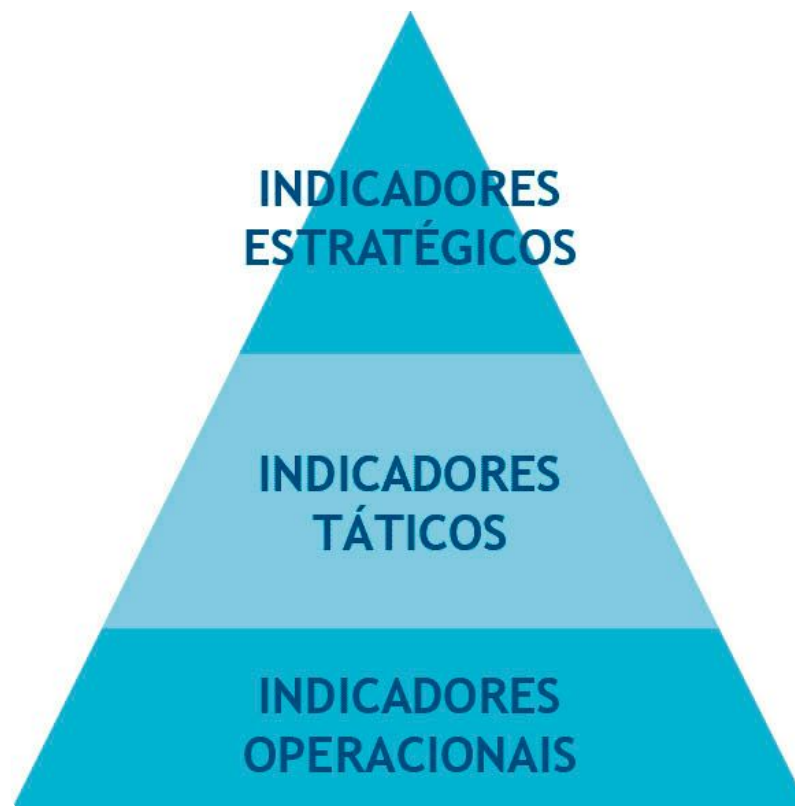 INDICADORES
ESTRATÉGICOS
INDICADORES
TÁTICOS
INDICADORES
OPERACIONAIS